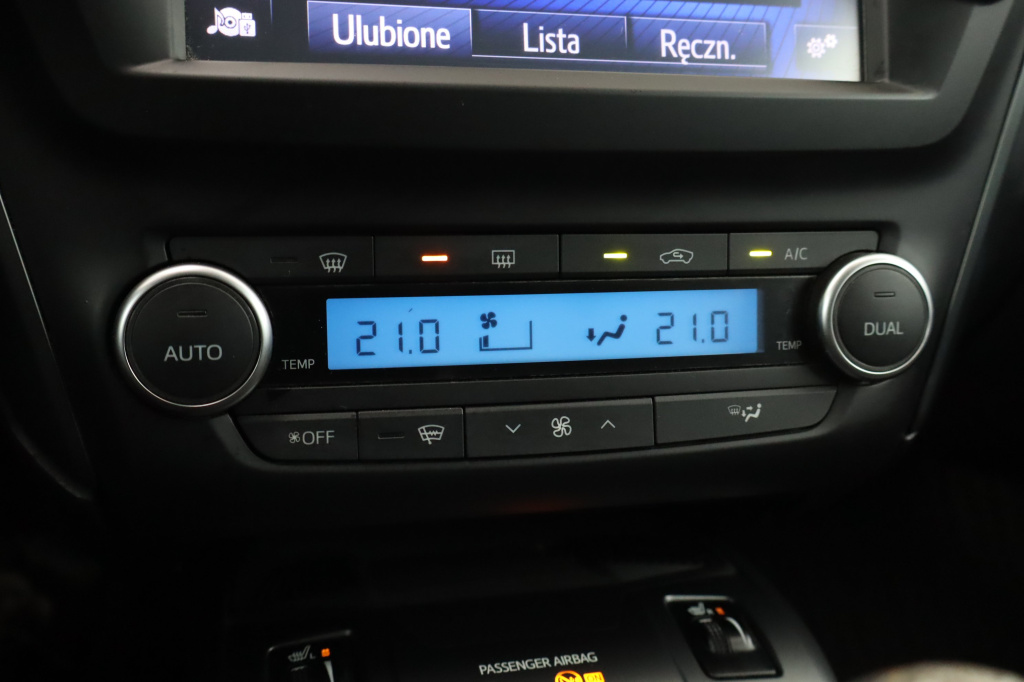 Ulubione Lista Ręczn.
A/C
AUTO TEMP 21.0 21.0 TEMP DUAL
OFF
L R
PASSENGER AIRBAG